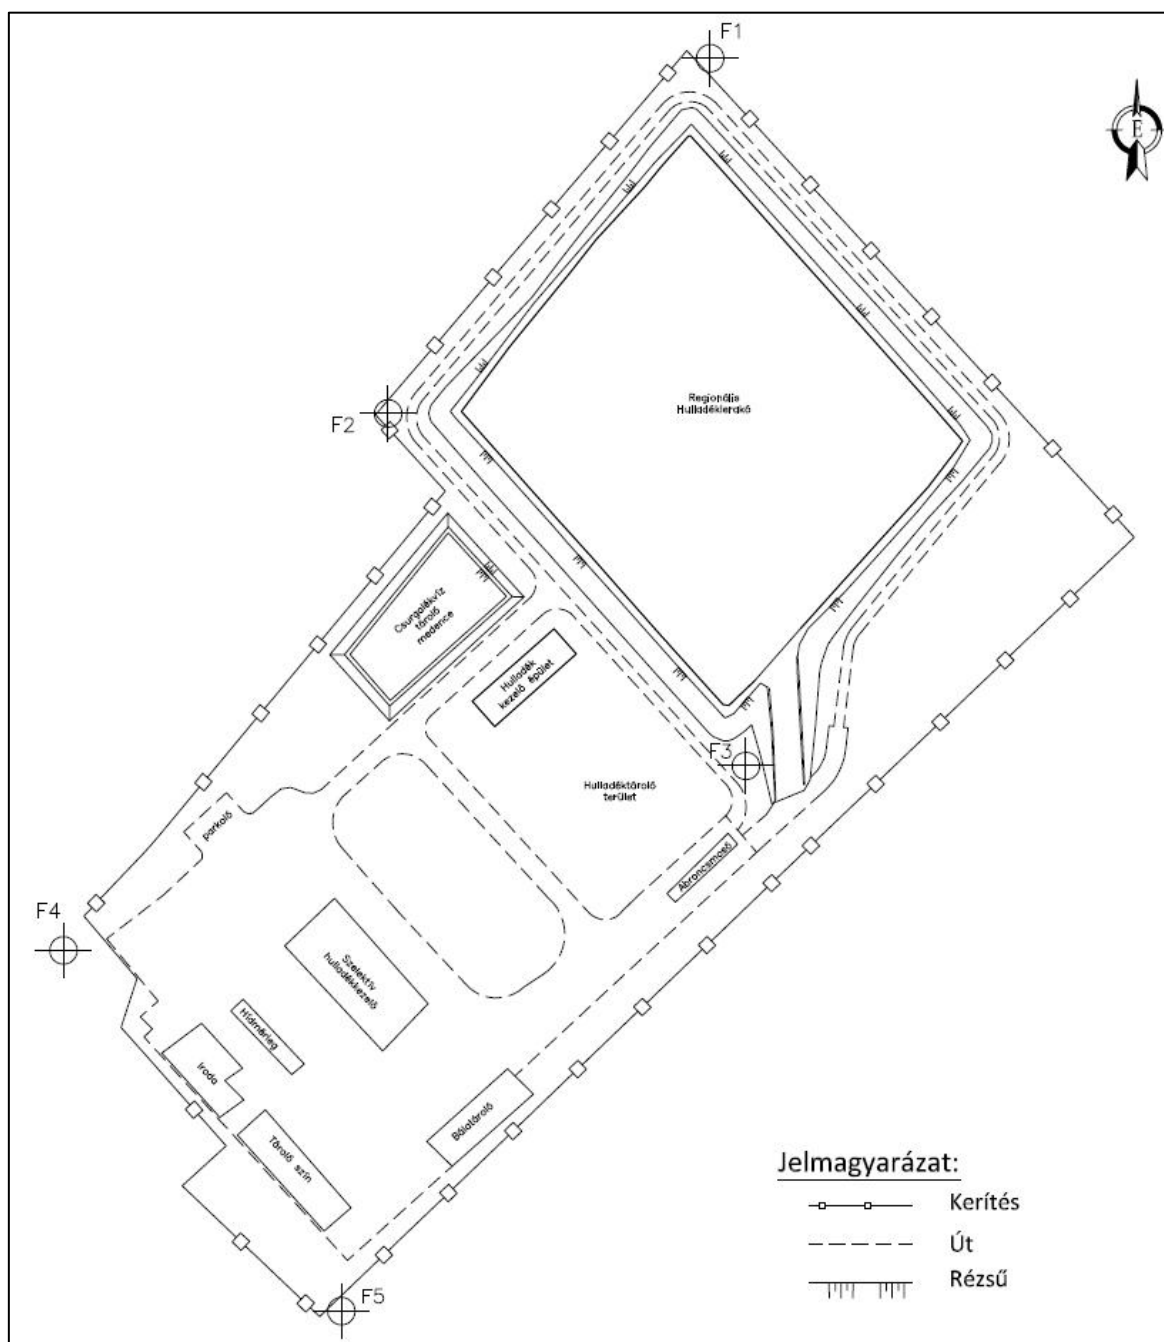 F1
É
Regionális
Hulladéklerakó
F2
Csurgalékvíz
tároló
medence
Hulladék
kezelő épület
F3
Hulladéktároló
terület
parkoló
Abroncsmosó
F4
Szelektív
hulladékkezelő
Hídmérleg
Iroda
Bálatároló
Tároló szín
Jelmagyarázat:
Kerítés
Út
Rézsű
F5